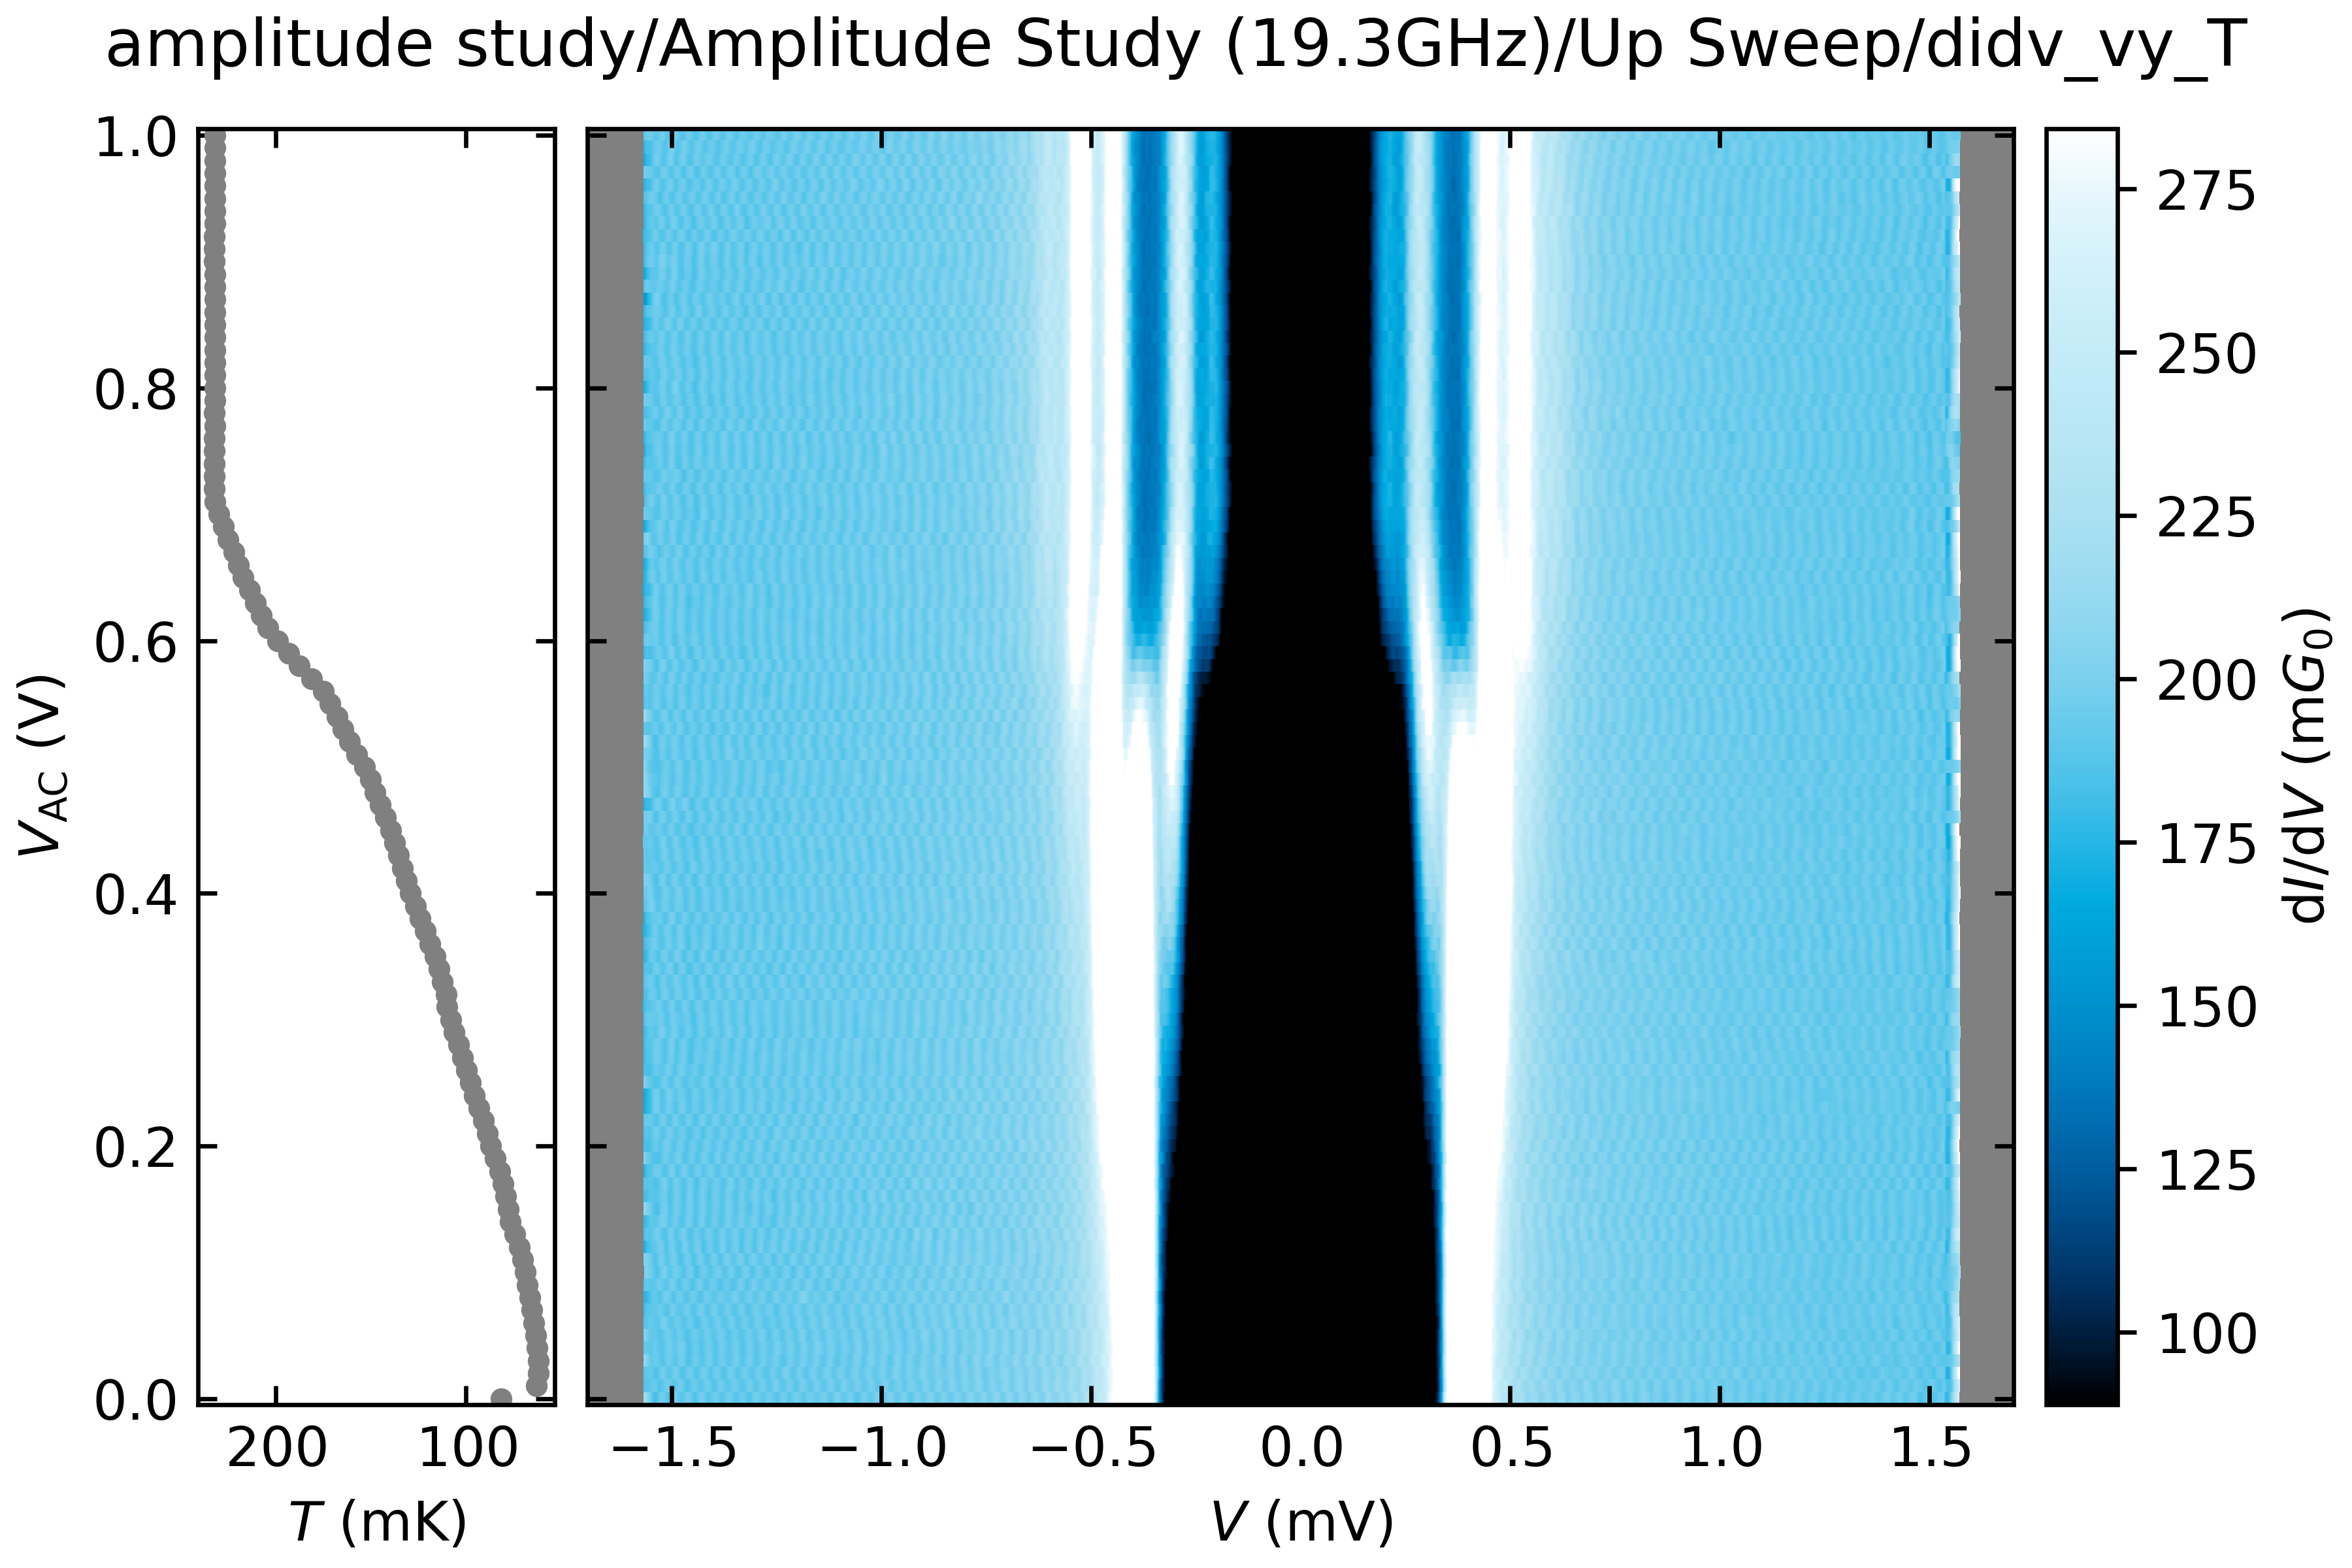 amplitude study/Amplitude Study (19.3GHz)/Up Sweep/didv_vy_T
1.0
0.8
0.6
0.4
0.2
0.0
V_AC (V)
200 100
T (mK)
−1.5 −1.0 −0.5 0.0 0.5 1.0 1.5
V (mV)
275
250
225
200
175
150
125
100
dI/dV (mG₀)